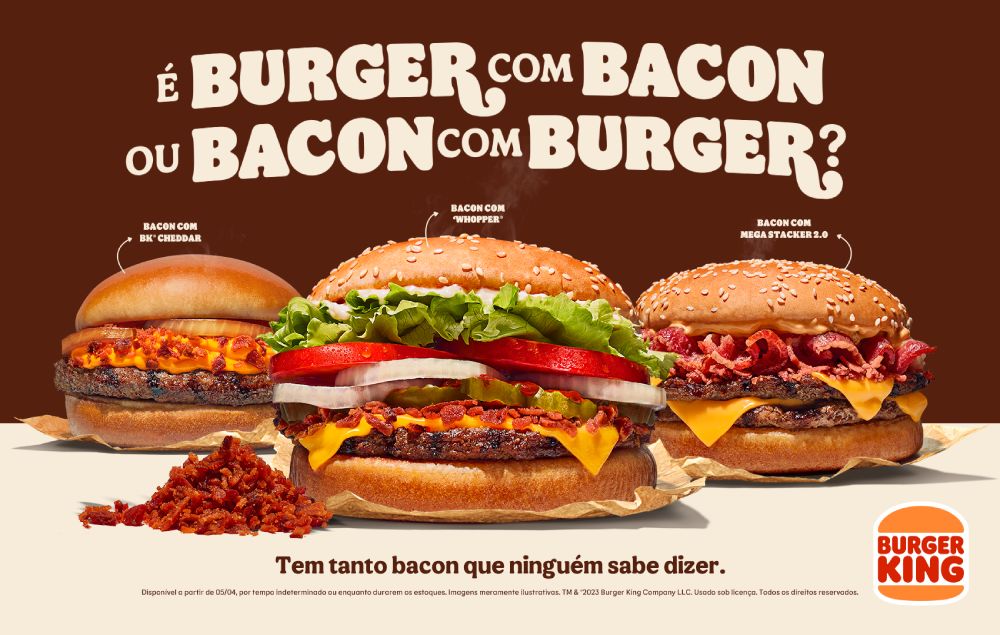 É BURGER COM BACON
OU BACON COM BURGER?
BACON COM
BK® CHEDDAR
BACON COM
WHOPPER®
BACON COM
MEGA STACKER 2.0
Tem tanto bacon que ninguém sabe dizer.
Disponível a partir de 05/04, por tempo indeterminado ou enquanto durarem os estoques. Imagens meramente ilustrativas. TM & ©2023 Burger King Company LLC. Usado sob licença. Todos os direitos reservados.
BURGER
KING